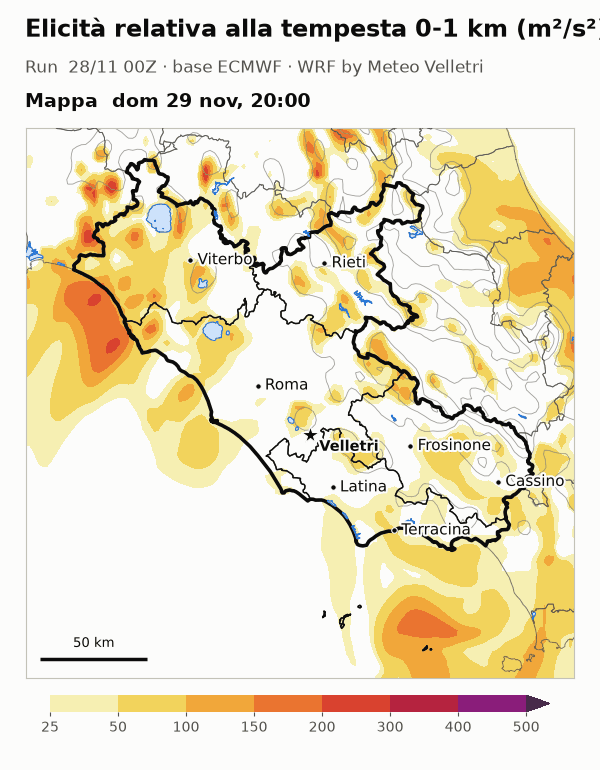 Elicità relativa alla tempesta 0-1 km (m²/s²)
Run 28/11 00Z · base ECMWF · WRF by Meteo Velletri
Mappa dom 29 nov, 20:00
Viterbo
Rieti
Roma
Velletri
Frosinone
Cassino
Latina
Terracina
50 km
25 50 100 150 200 300 400 500